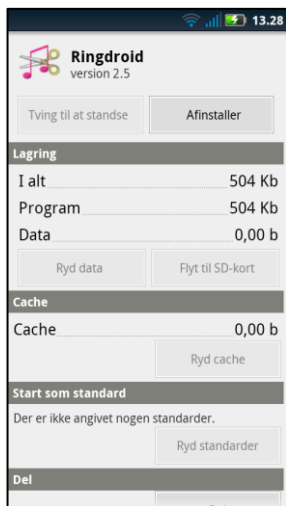 13.28
Ringdroid
version 2.5
Tving til at standse Afinstaller
Lagring
I alt 504 Kb
Program 504 Kb
Data 0,00 b
Ryd data Flyt til SD-kort
Cache
Cache 0,00 b
Ryd cache
Start som standard
Der er ikke angivet nogen standarder.
Ryd standarder
Del